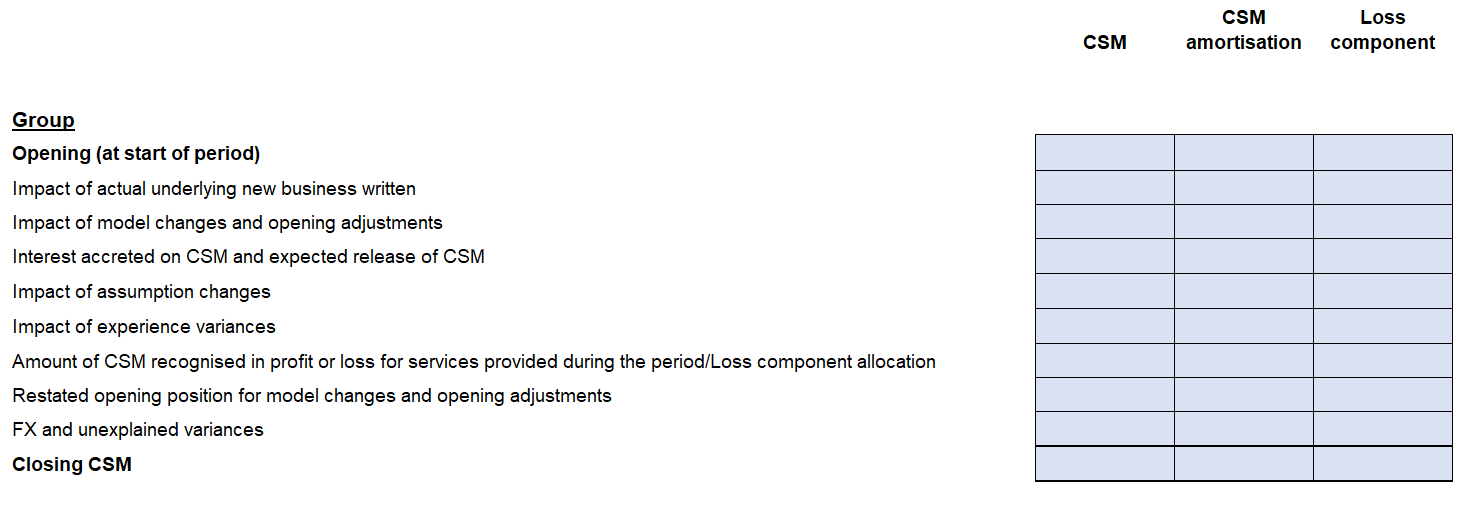 CSM
CSM amortisation
Loss component
Group
Opening (at start of period)
Impact of actual underlying new business written
Impact of model changes and opening adjustments
Interest accreted on CSM and expected release of CSM
Impact of assumption changes
Impact of experience variances
Amount of CSM recognised in profit or loss for services provided during the period/Loss component allocation
Restated opening position for model changes and opening adjustments
FX and unexplained variances
Closing CSM